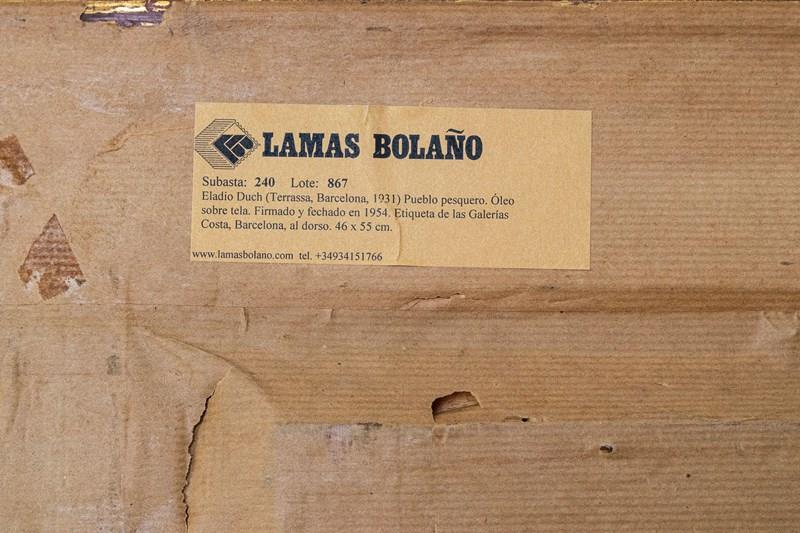 LAMAS BOLAÑO
Subasta: 240 Lote: 867
Eladio Duch (Terrassa, Barcelona, 1931) Pueblo pesquero. Óleo
sobre tela. Firmado y fechado en 1954. Etiqueta de las Galerías
Costa, Barcelona, al dorso. 46 x 55 cm.
www.lamasbolano.com tel. +34934151766